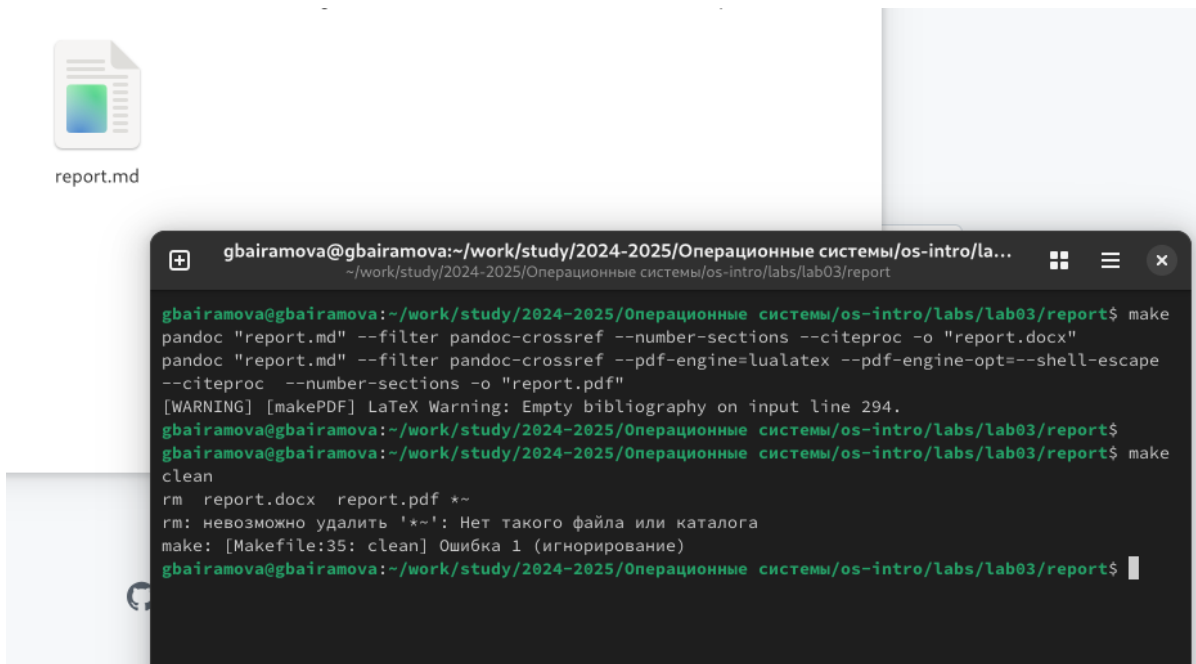 report.md
gbairamova@gbairamova:~/work/study/2024-2025/Операционные системы/os-intro/la...
~/work/study/2024-2025/Операционные системы/os-intro/labs/lab03/report
gbairamova@gbairamova:~/work/study/2024-2025/Операционные системы/os-intro/labs/lab03/report$ make
pandoc "report.md" --filter pandoc-crossref --number-sections --citeproc -o "report.docx"
pandoc "report.md" --filter pandoc-crossref --pdf-engine=lualatex --pdf-engine-opt=--shell-escape
--citeproc  --number-sections -o "report.pdf"
[WARNING] [makePDF] LaTeX Warning: Empty bibliography on input line 294.
gbairamova@gbairamova:~/work/study/2024-2025/Операционные системы/os-intro/labs/lab03/report$
gbairamova@gbairamova:~/work/study/2024-2025/Операционные системы/os-intro/labs/lab03/report$ make
clean
rm  report.docx  report.pdf *~
rm: невозможно удалить '*~': Нет такого файла или каталога
make: [Makefile:35: clean] Ошибка 1 (игнорирование)
gbairamova@gbairamova:~/work/study/2024-2025/Операционные системы/os-intro/labs/lab03/report$